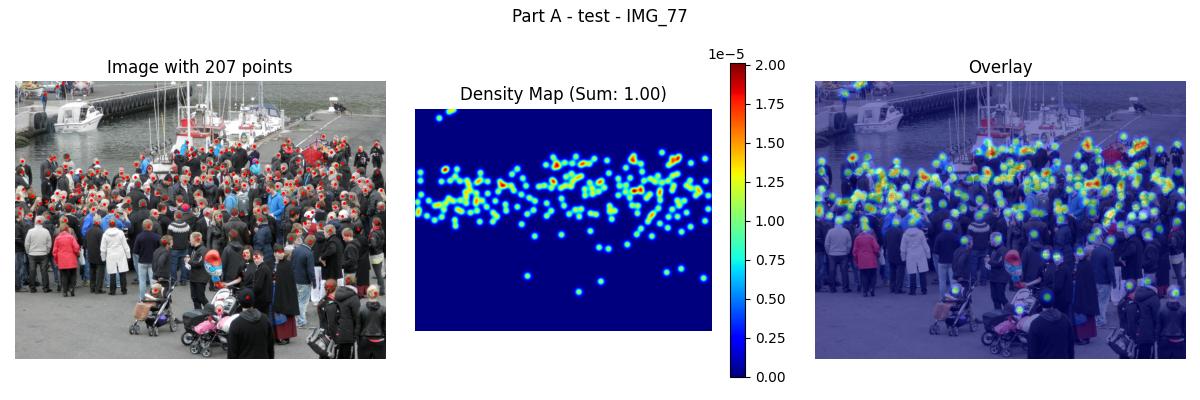 Part A - test - IMG_77
Image with 207 points
Density Map (Sum: 1.00)
1e−5
2.00
1.75
1.50
1.25
1.00
0.75
0.50
0.25
0.00
Overlay